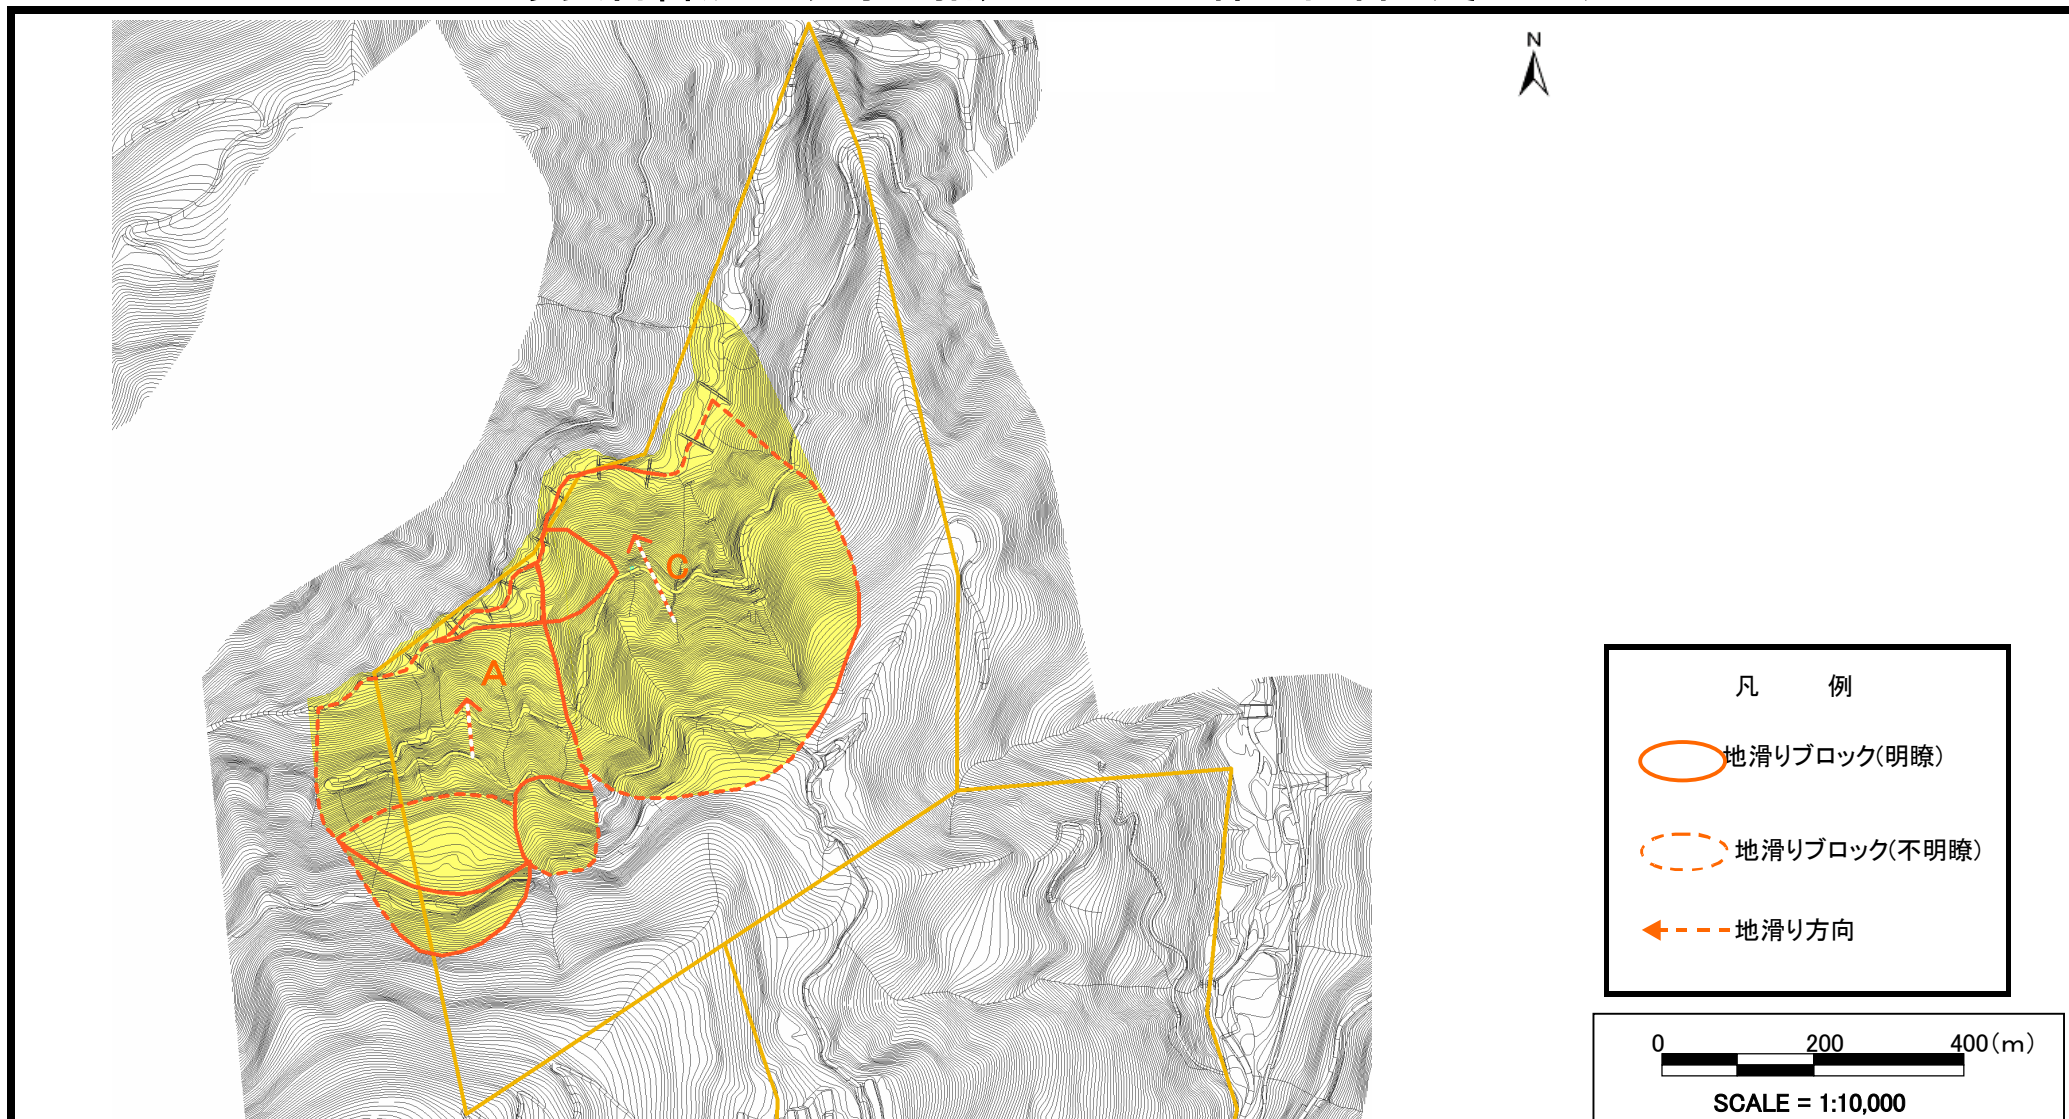 N
C
A
凡 例
地滑りブロック(明瞭)
地滑りブロック(不明瞭)
地滑り方向
0 200 400(m)
SCALE = 1:10,000